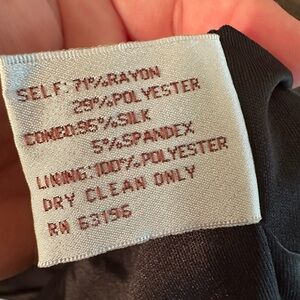 SELF: 71%RAYON
29%POLYESTER
COMBO:95%SILK
5%SPANDEX
LINING:100%POLYESTER
DRY CLEAN ONLY
RN 63196